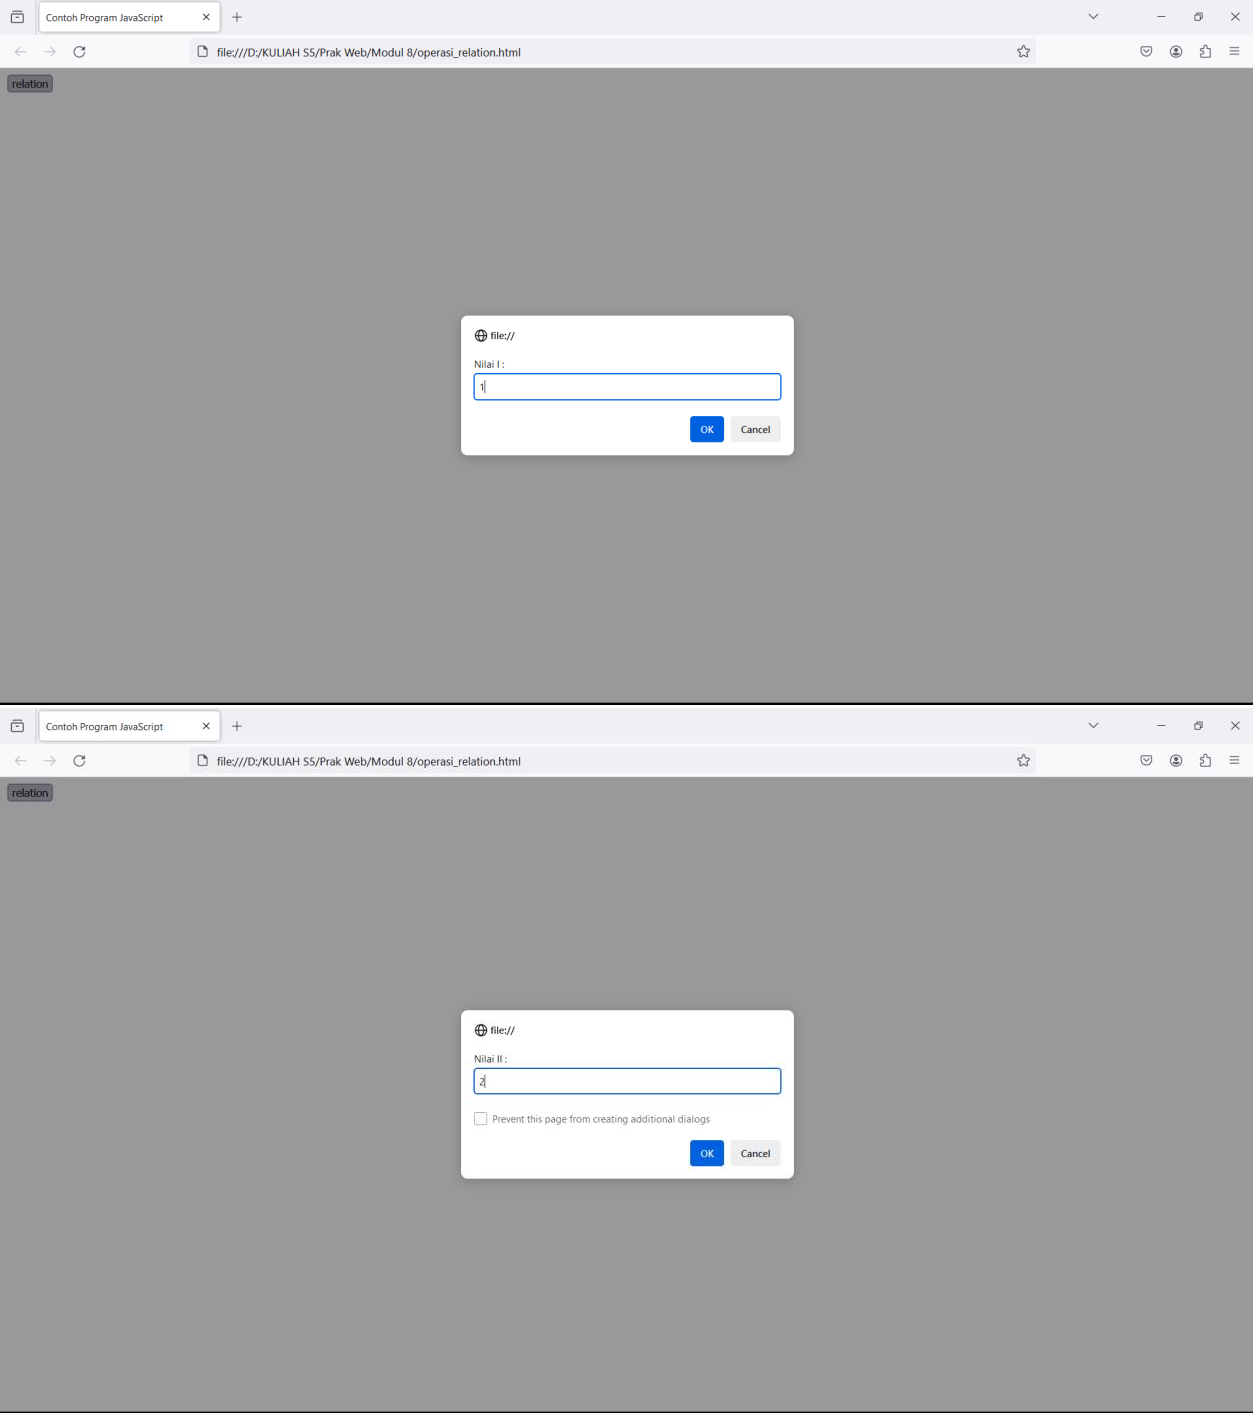 Contoh Program JavaScript
file:///D:/KULIAH S5/Prak Web/Modul 8/operasi_relation.html
relation
file://
Nilai I :
1
OK Cancel
Contoh Program JavaScript
file:///D:/KULIAH S5/Prak Web/Modul 8/operasi_relation.html
relation
file://
Nilai II :
2
Prevent this page from creating additional dialogs
OK Cancel